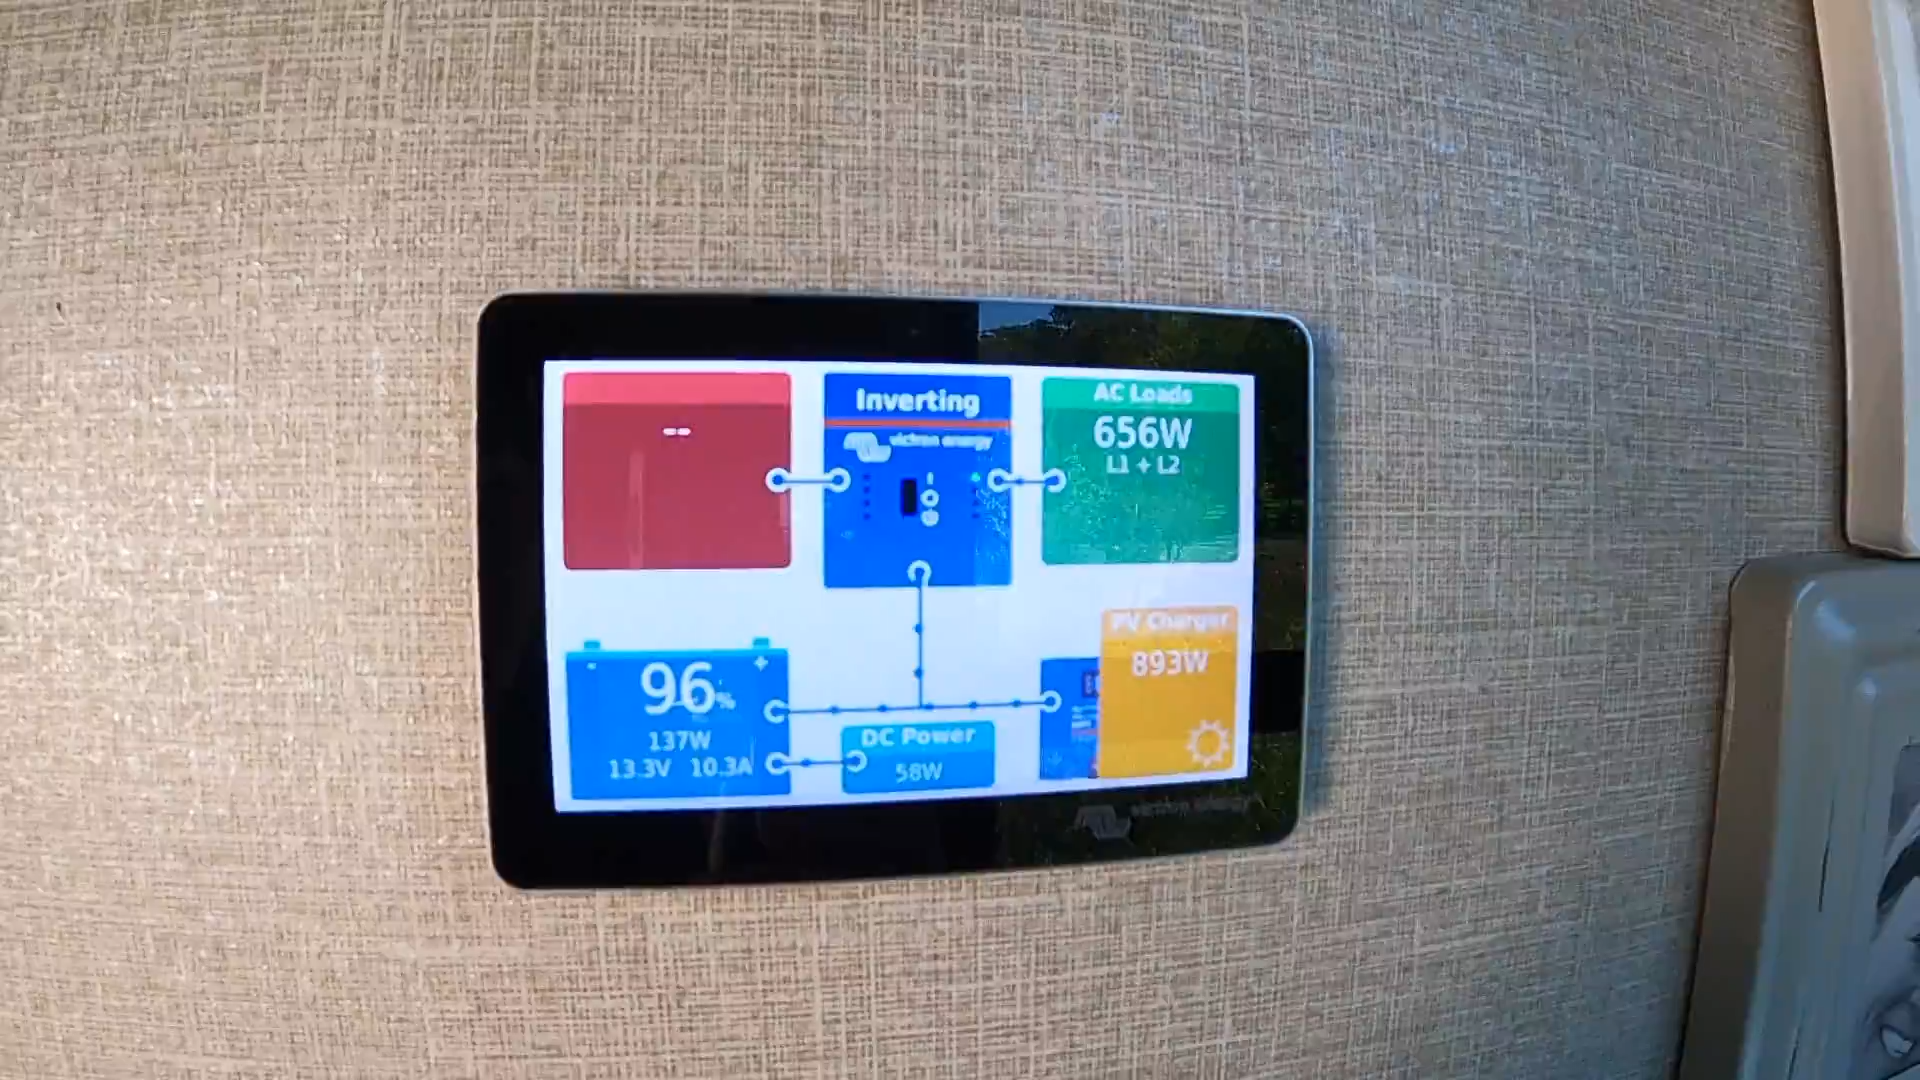 --
Inverting
victron energy
AC Loads
656W
L1 + L2
PV Charger
893W
- +
96%
137W
13.3V 10.3A
DC Power
58W
victron energy